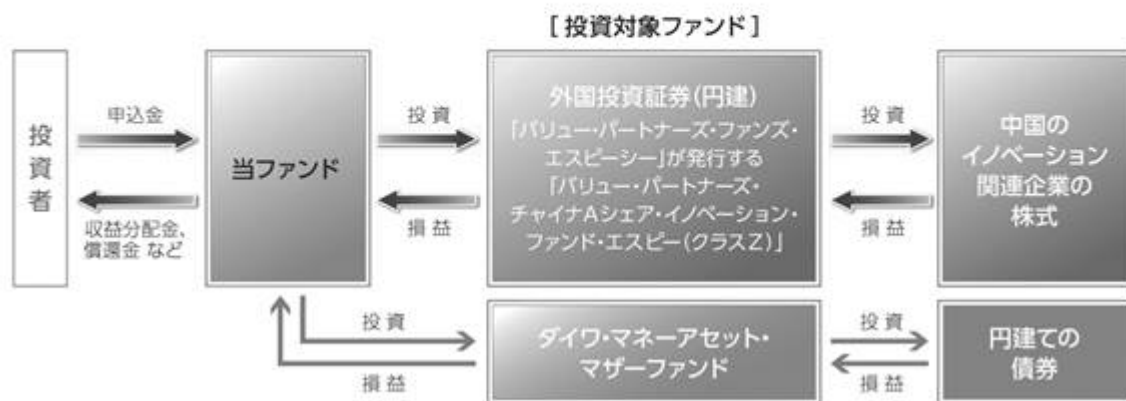 [投資対象ファンド]
投資者
申込金
収益分配金、
償還金 など
当ファンド
投資
損益
外国投資証券(円建)
「バリュー・パートナーズ・ファンズ・
エスピーシー」が発行する
「バリュー・パートナーズ・
チャイナAシェア・イノベーション・
ファンド・エスピー(クラスZ)」
投資
損益
中国の
イノベーション
関連企業の
株式
投資
損益
ダイワ・マネーアセット・
マザーファンド
投資
損益
円建ての
債券